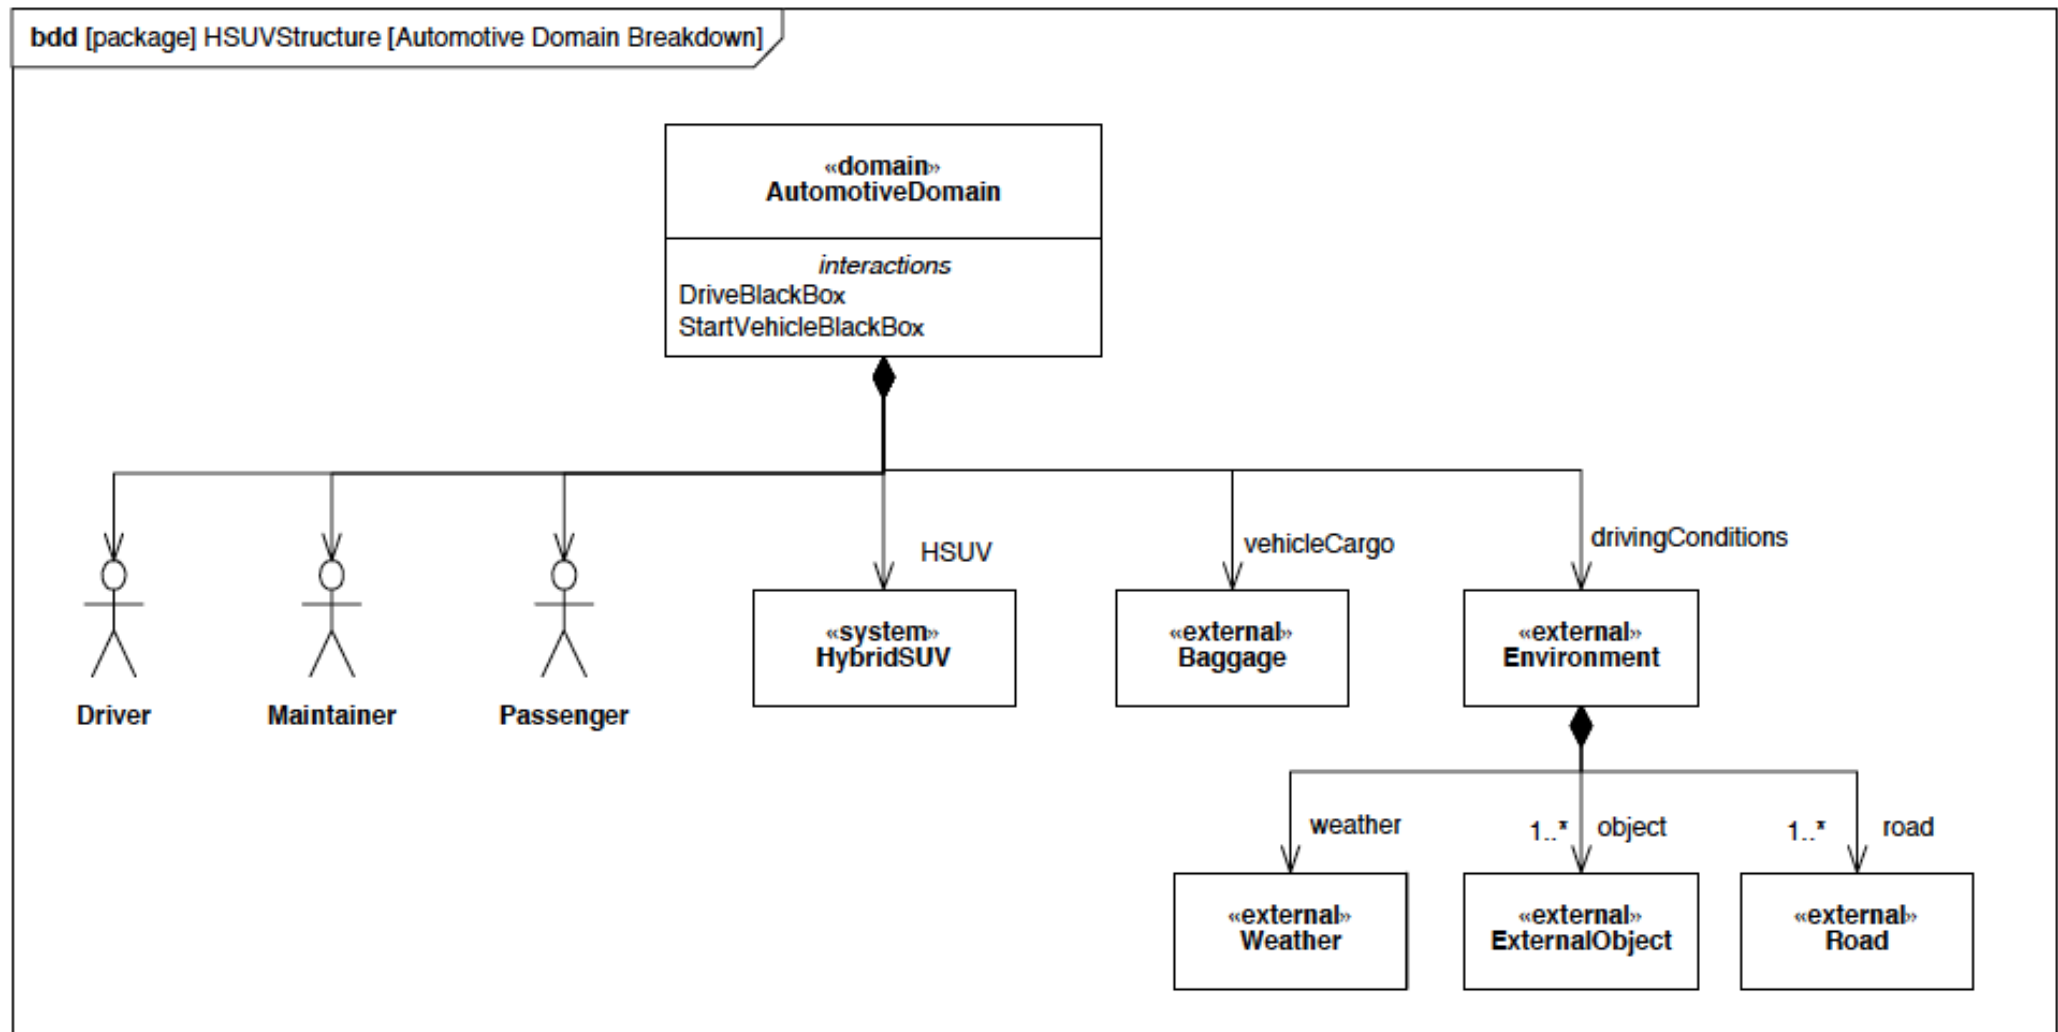 bdd [package] HSUVStructure [Automotive Domain Breakdown]
«domain»
AutomotiveDomain
interactions
DriveBlackBox
StartVehicleBlackBox
HSUV
vehicleCargo
drivingConditions
Driver
Maintainer
Passenger
«system»
HybridSUV
«external»
Baggage
«external»
Environment
weather
1..* object
1..* road
«external»
Weather
«external»
ExternalObject
«external»
Road